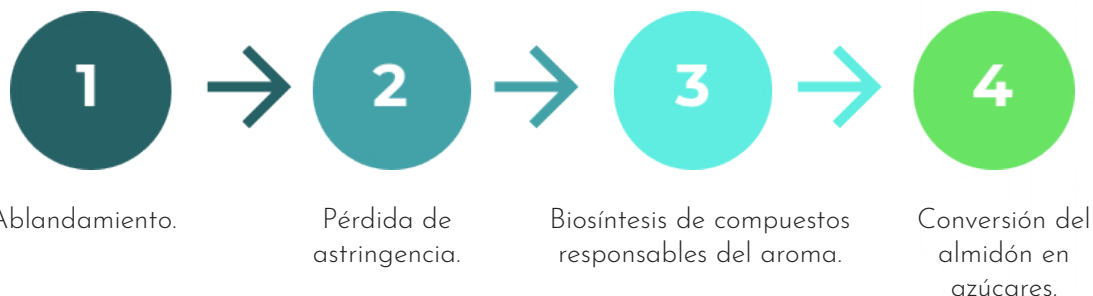 1
2
3
4
Ablandamiento.
Pérdida de
astringencia.
Biosíntesis de compuestos
responsables del aroma.
Conversión del
almidón en
azúcares.